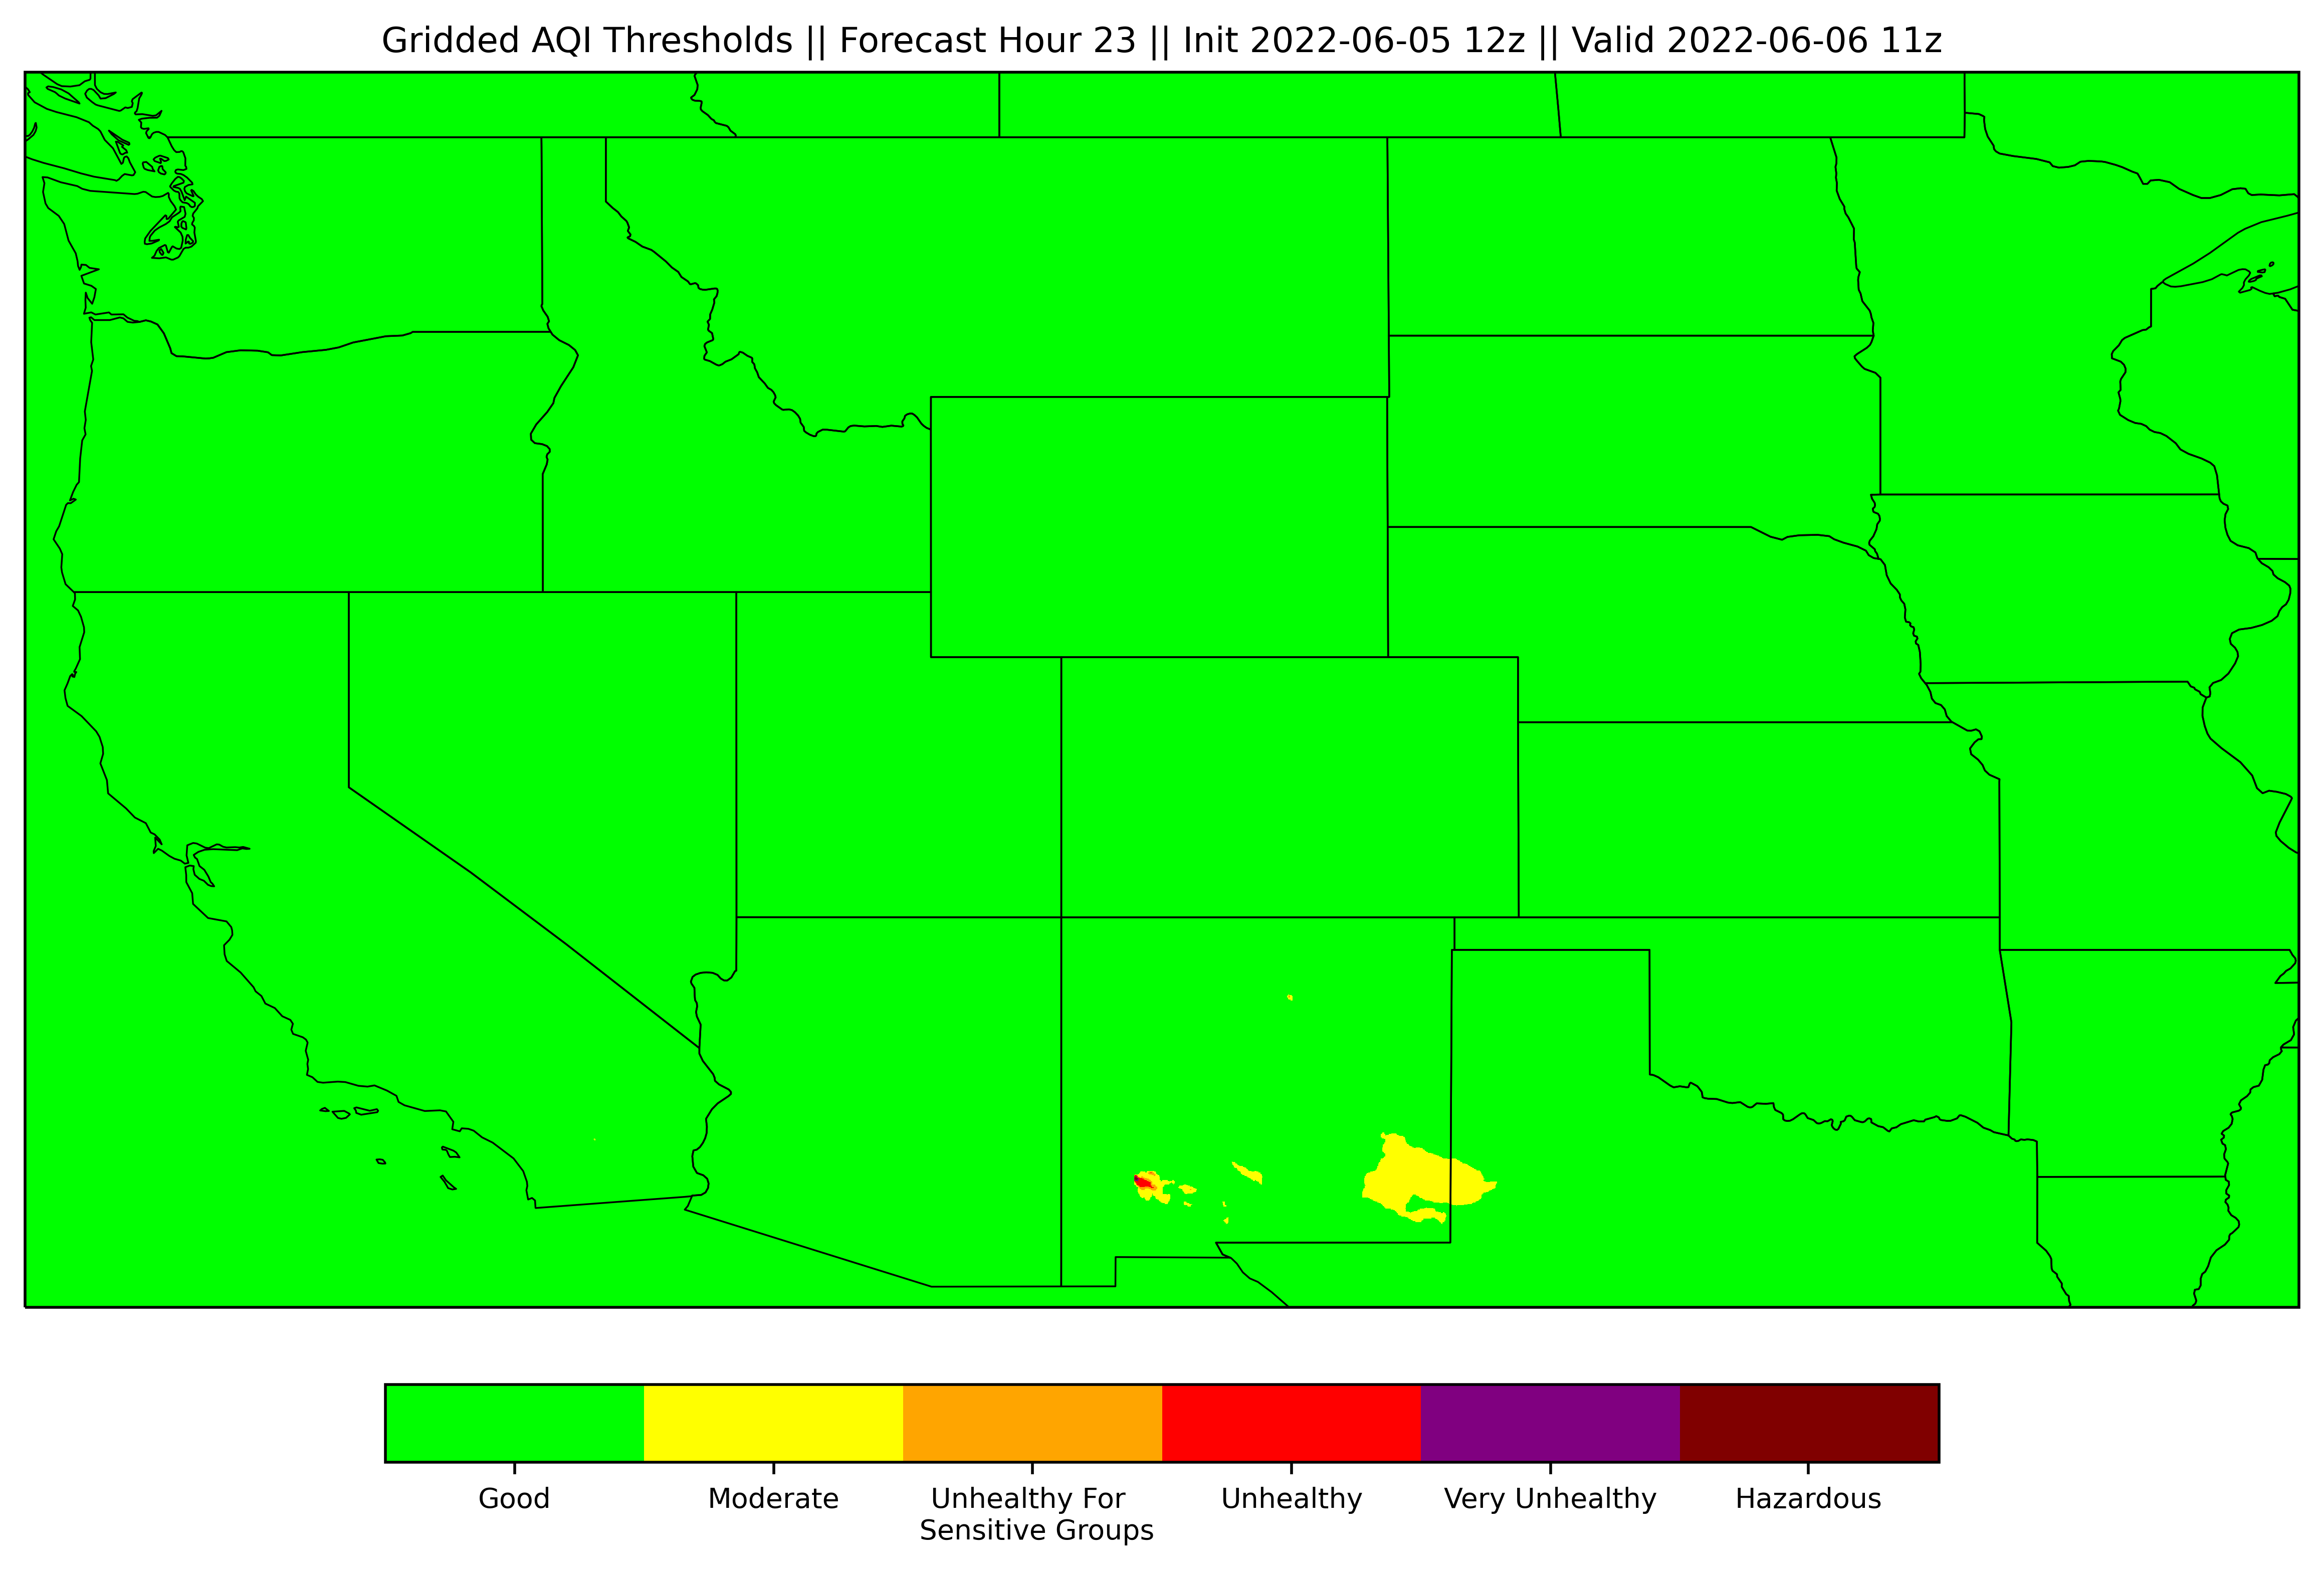 Gridded AQI Thresholds || Forecast Hour 23 || Init 2022-06-05 12z || Valid 2022-06-06 11z
Good
Moderate
Unhealthy For
Sensitive Groups
Unhealthy
Very Unhealthy
Hazardous